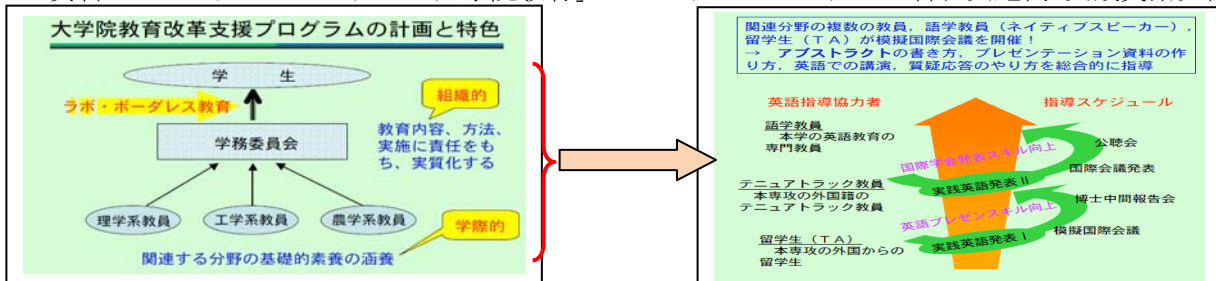 大学院教育改革支援プログラムの計画と特色
学 生
ラボ・ボーダレス教育
組織的
教育内容、方法、
実施に責任をも
ち、実質化する
学務委員会
理学系教員
工学系教員
農学系教員
学際的
関連する分野の基礎的素養の涵養
関連分野の複数の教員，語学教員（ネイティブスピーカー），
留学生（TA）が模擬国際会議を開催！
→ アブストラクトの書き方，プレゼンテーション資料の作
り方，英語での講演，質疑応答のやり方を総合的に指導
英語指導協力者
指導スケジュール
語学教員
本学の英語教育の
専門教員
公聴会
国際学会発表スキル向上
国際会議発表
実践英語発表 II
テニュアトラック教員
本専攻の外国籍の
テニュアトラック教員
博士中間報告会
英語プレゼンスキル向上
模擬国際会議
実践英語発表 I
留学生（TA）
本専攻の外国からの
留学生